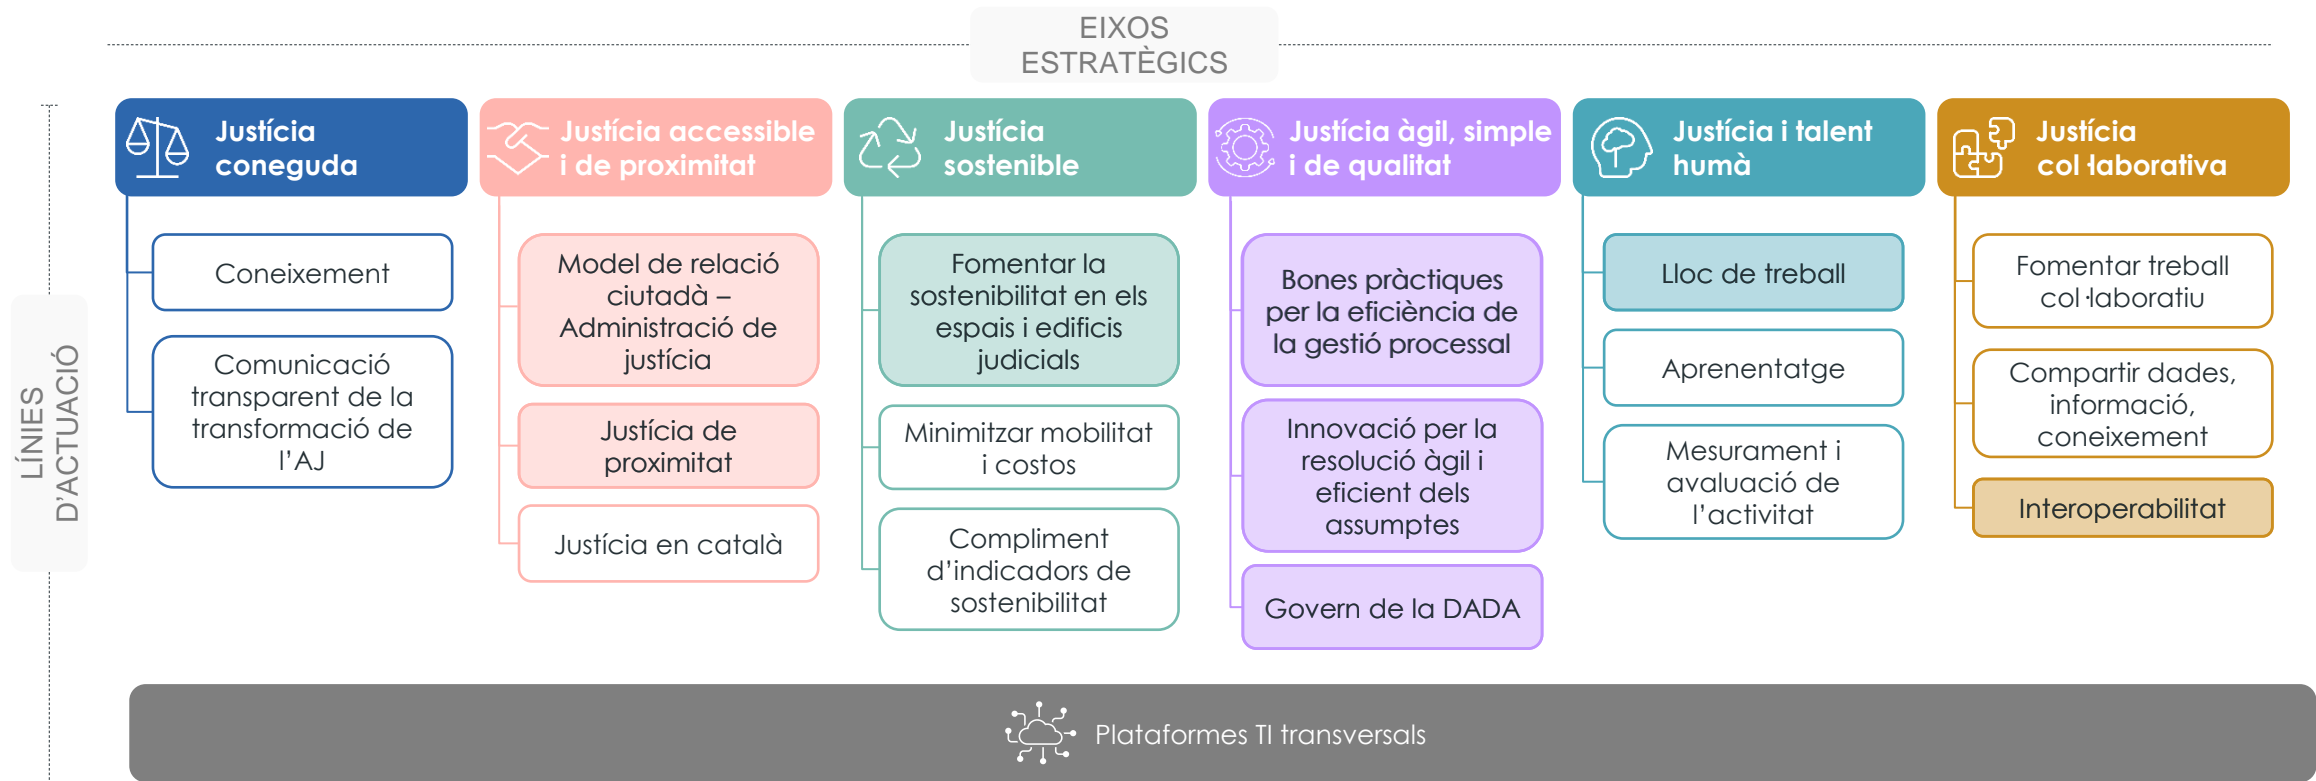 EIXOS
ESTRATÈGICS
LÍNIES
D'ACTUACIÓ
Justícia
coneguda
Coneixement
Comunicació
transparent de la
transformació de
l'AJ
Justícia accessible
i de proximitat
Model de relació
ciutadà –
Administració de
justícia
Justícia de
proximitat
Justícia en català
Justícia
sostenible
Fomentar la
sostenibilitat en els
espais i edificis
judicials
Minimitzar mobilitat
i costos
Compliment
d'indicadors de
sostenibilitat
Justícia àgil, simple
i de qualitat
Bones pràctiques
per la eficiència de
la gestió processal
Innovació per la
resolució àgil i
eficient dels
assumptes
Govern de la DADA
Justícia i talent
humà
Lloc de treball
Aprenentatge
Mesurament i
avaluació de
l'activitat
Justícia
col·laborativa
Fomentar treball
col·laboratiu
Compartir dades,
informació,
coneixement
Interoperabilitat
Plataformes TI transversals